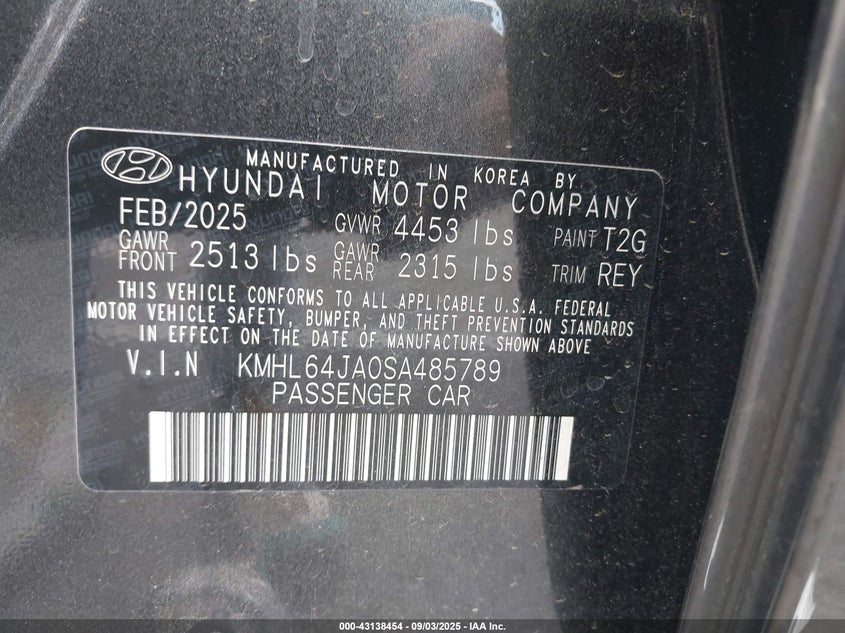 MANUFACTURED IN KOREA BY
HYUNDAI MOTOR COMPANY
FEB/2025 GVWR 4453 lbs PAINT T2G
GAWR FRONT 2513 lbs GAWR REAR 2315 lbs TRIM REY
THIS VEHICLE CONFORMS TO ALL APPLICABLE U.S.A. FEDERAL
MOTOR VEHICLE SAFETY, BUMPER, AND THEFT PREVENTION STANDARDS
IN EFFECT ON THE DATE OF MANUFACTURE SHOWN ABOVE
V.I.N KMHL64JA0SA485789
PASSENGER CAR
000-43138454 - 09/03/2025 - IAA Inc.